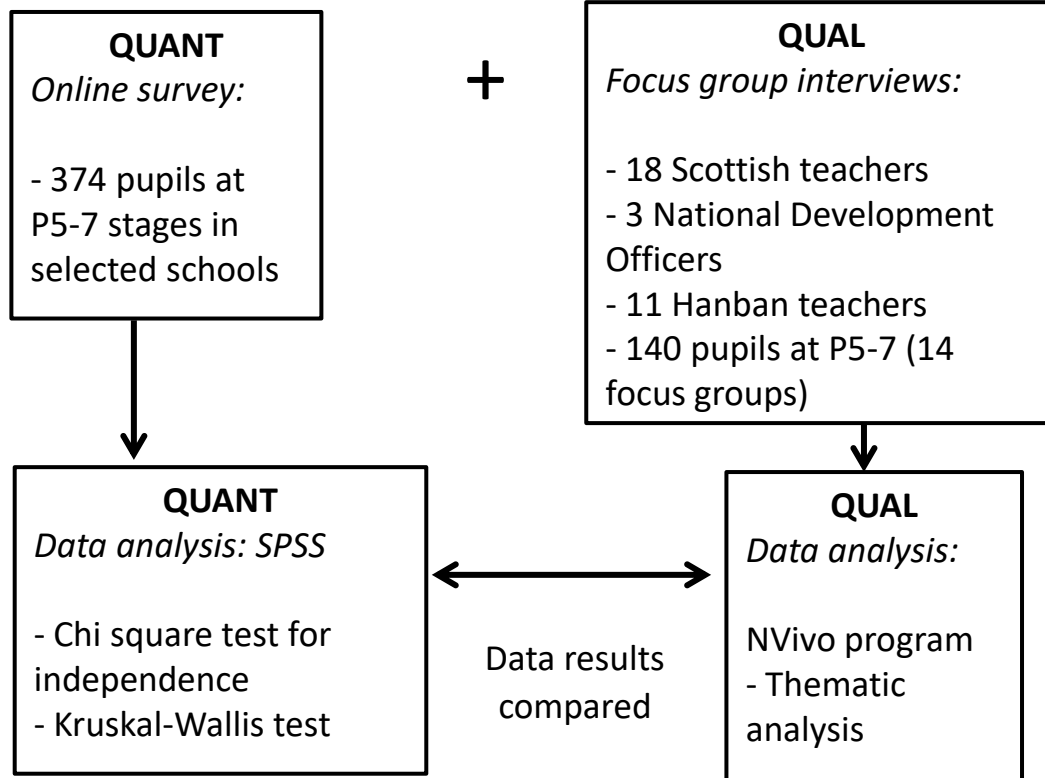 QUANT
Online survey:
- 374 pupils at
P5-7 stages in
selected schools
+
QUAL
Focus group interviews:
- 18 Scottish teachers
- 3 National Development
Officers
- 11 Hanban teachers
- 140 pupils at P5-7 (14
focus groups)
QUANT
Data analysis: SPSS
- Chi square test for
independence
- Kruskal-Wallis test
Data results
compared
QUAL
Data analysis:
NVivo program
- Thematic
analysis